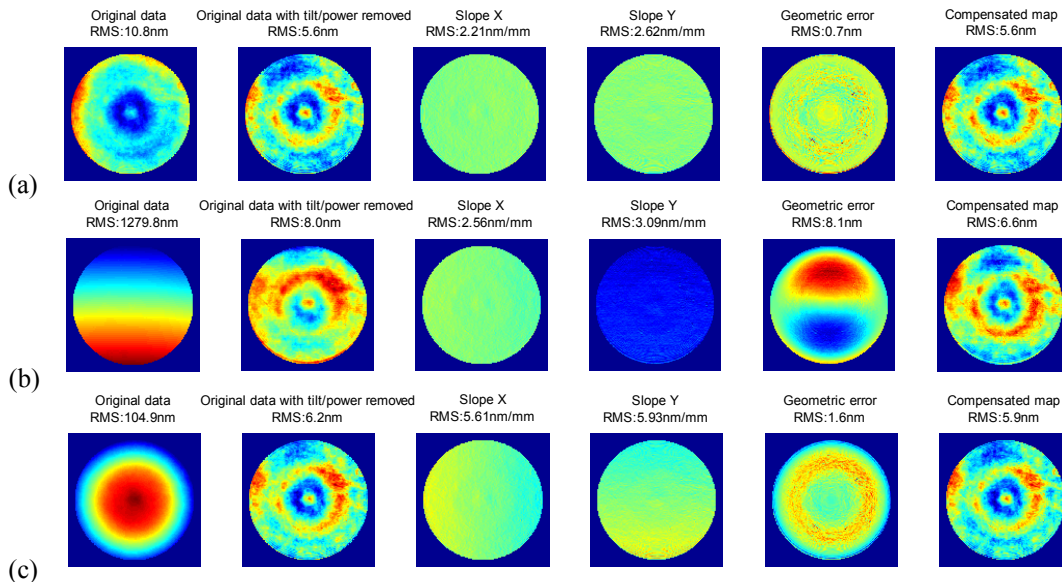 Original data
RMS:10.8nm
Original data with tilt/power removed
RMS:5.6nm
Slope X
RMS:2.21nm/mm
Slope Y
RMS:2.62nm/mm
Geometric error
RMS:0.7nm
Compensated map
RMS:5.6nm
(a)
Original data
RMS:1279.8nm
Original data with tilt/power removed
RMS:8.0nm
Slope X
RMS:2.56nm/mm
Slope Y
RMS:3.09nm/mm
Geometric error
RMS:8.1nm
Compensated map
RMS:6.6nm
(b)
Original data
RMS:104.9nm
Original data with tilt/power removed
RMS:6.2nm
Slope X
RMS:5.61nm/mm
Slope Y
RMS:5.93nm/mm
Geometric error
RMS:1.6nm
Compensated map
RMS:5.9nm
(c)